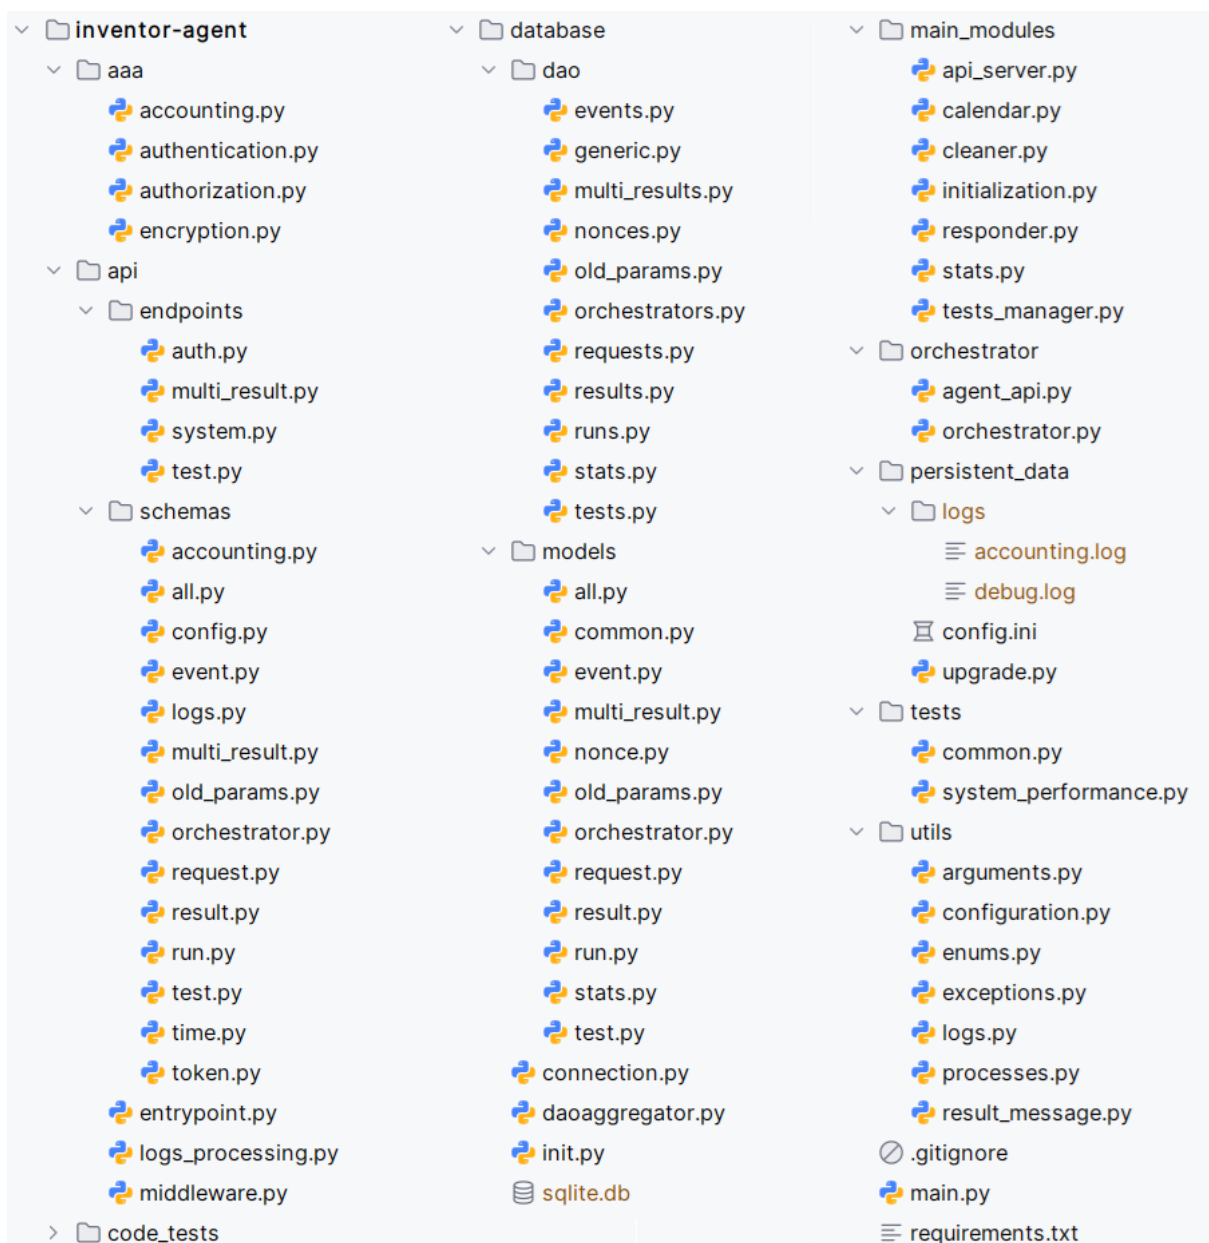 inventor-agent
aaa
accounting.py
authentication.py
authorization.py
encryption.py
api
endpoints
auth.py
multi_result.py
system.py
test.py
schemas
accounting.py
all.py
config.py
event.py
logs.py
multi_result.py
old_params.py
orchestrator.py
request.py
result.py
run.py
test.py
time.py
token.py
entrypoint.py
logs_processing.py
middleware.py
code_tests
database
dao
events.py
generic.py
multi_results.py
nonces.py
old_params.py
orchestrators.py
requests.py
results.py
runs.py
stats.py
tests.py
models
all.py
common.py
event.py
multi_result.py
nonce.py
old_params.py
orchestrator.py
request.py
result.py
run.py
stats.py
test.py
connection.py
daoaggregator.py
init.py
sqlite.db
main_modules
api_server.py
calendar.py
cleaner.py
initialization.py
responder.py
stats.py
tests_manager.py
orchestrator
agent_api.py
orchestrator.py
persistent_data
logs
accounting.log
debug.log
config.ini
upgrade.py
tests
common.py
system_performance.py
utils
arguments.py
configuration.py
enums.py
exceptions.py
logs.py
processes.py
result_message.py
.gitignore
main.py
requirements.txt